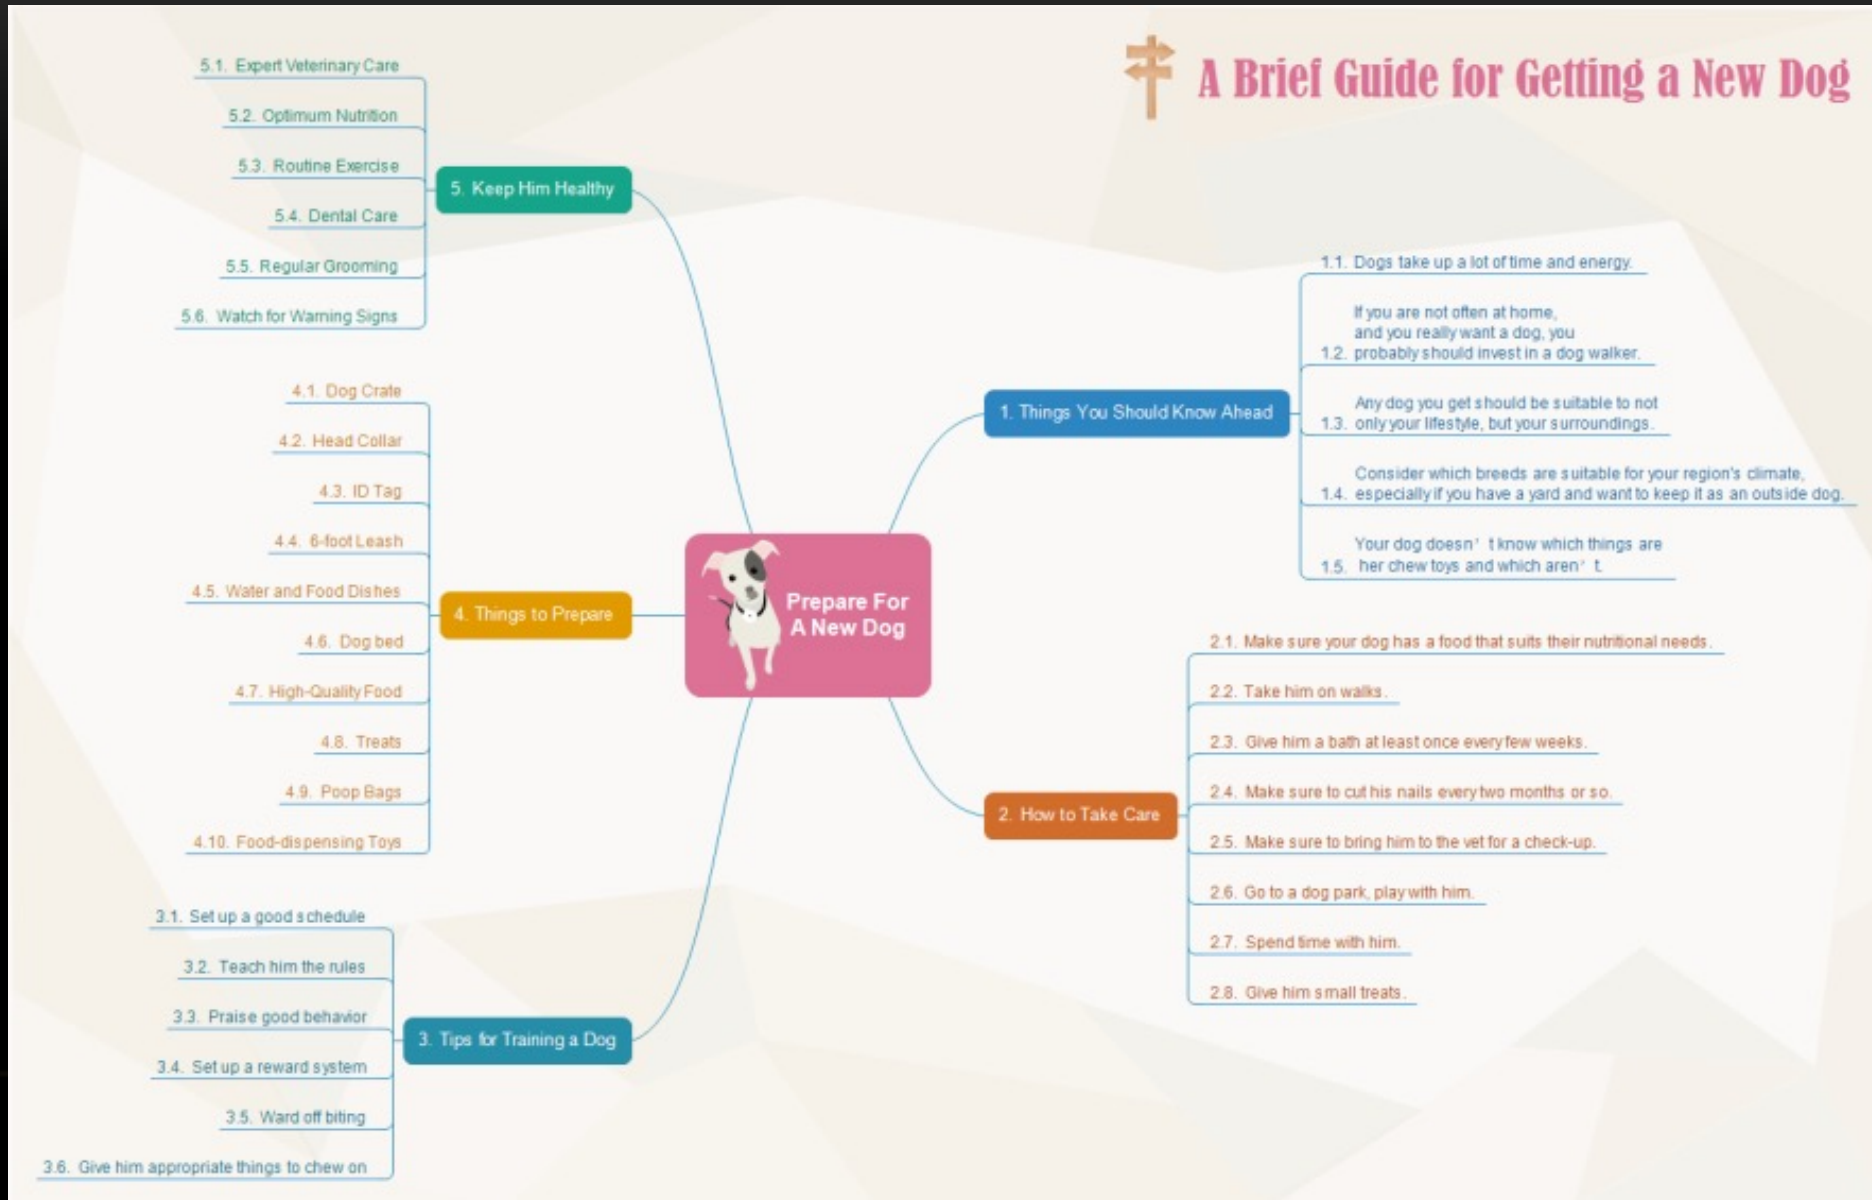 A Brief Guide for Getting a New Dog
Prepare For
A New Dog
1. Things You Should Know Ahead
1.1. Dogs take up a lot of time and energy.
If you are not often at home,
and you really want a dog, you
1.2. probably should invest in a dog walker.
Any dog you get should be suitable to not
1.3. only your lifestyle, but your surroundings.
Consider which breeds are suitable for your region's climate,
1.4. especially if you have a yard and want to keep it as an outside dog.
Your dog doesn’t know which things are
1.5. her chew toys and which aren’t.
2. How to Take Care
2.1. Make sure your dog has a food that suits their nutritional needs.
2.2. Take him on walks.
2.3. Give him a bath at least once every few weeks.
2.4. Make sure to cut his nails every two months or so.
2.5. Make sure to bring him to the vet for a check-up.
2.6. Go to a dog park, play with him.
2.7. Spend time with him.
2.8. Give him small treats.
3. Tips for Training a Dog
3.1. Set up a good schedule
3.2. Teach him the rules
3.3. Praise good behavior
3.4. Set up a reward system
3.5. Ward off biting
3.6. Give him appropriate things to chew on
4. Things to Prepare
4.1. Dog Crate
4.2. Head Collar
4.3. ID Tag
4.4. 6-foot Leash
4.5. Water and Food Dishes
4.6. Dog bed
4.7. High-Quality Food
4.8. Treats
4.9. Poop Bags
4.10. Food-dispensing Toys
5. Keep Him Healthy
5.1. Expert Veterinary Care
5.2. Optimum Nutrition
5.3. Routine Exercise
5.4. Dental Care
5.5. Regular Grooming
5.6. Watch for Warning Signs